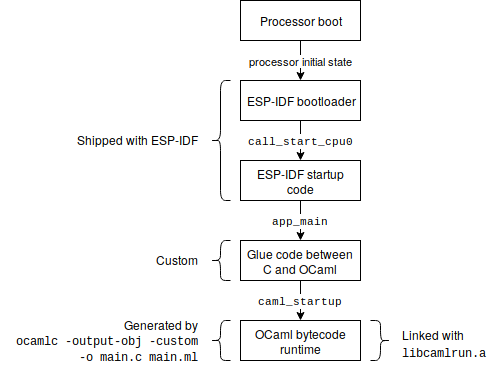 Processor boot
processor initial state
ESP-IDF bootloader
Shipped with ESP-IDF
call_start_cpu0
ESP-IDF startup
code
app_main
Glue code between
C and OCaml
Custom
caml_startup
Generated by
ocamlc -output-obj -custom
-o main.c main.ml
OCaml bytecode
runtime
Linked with
libcamlrun.a